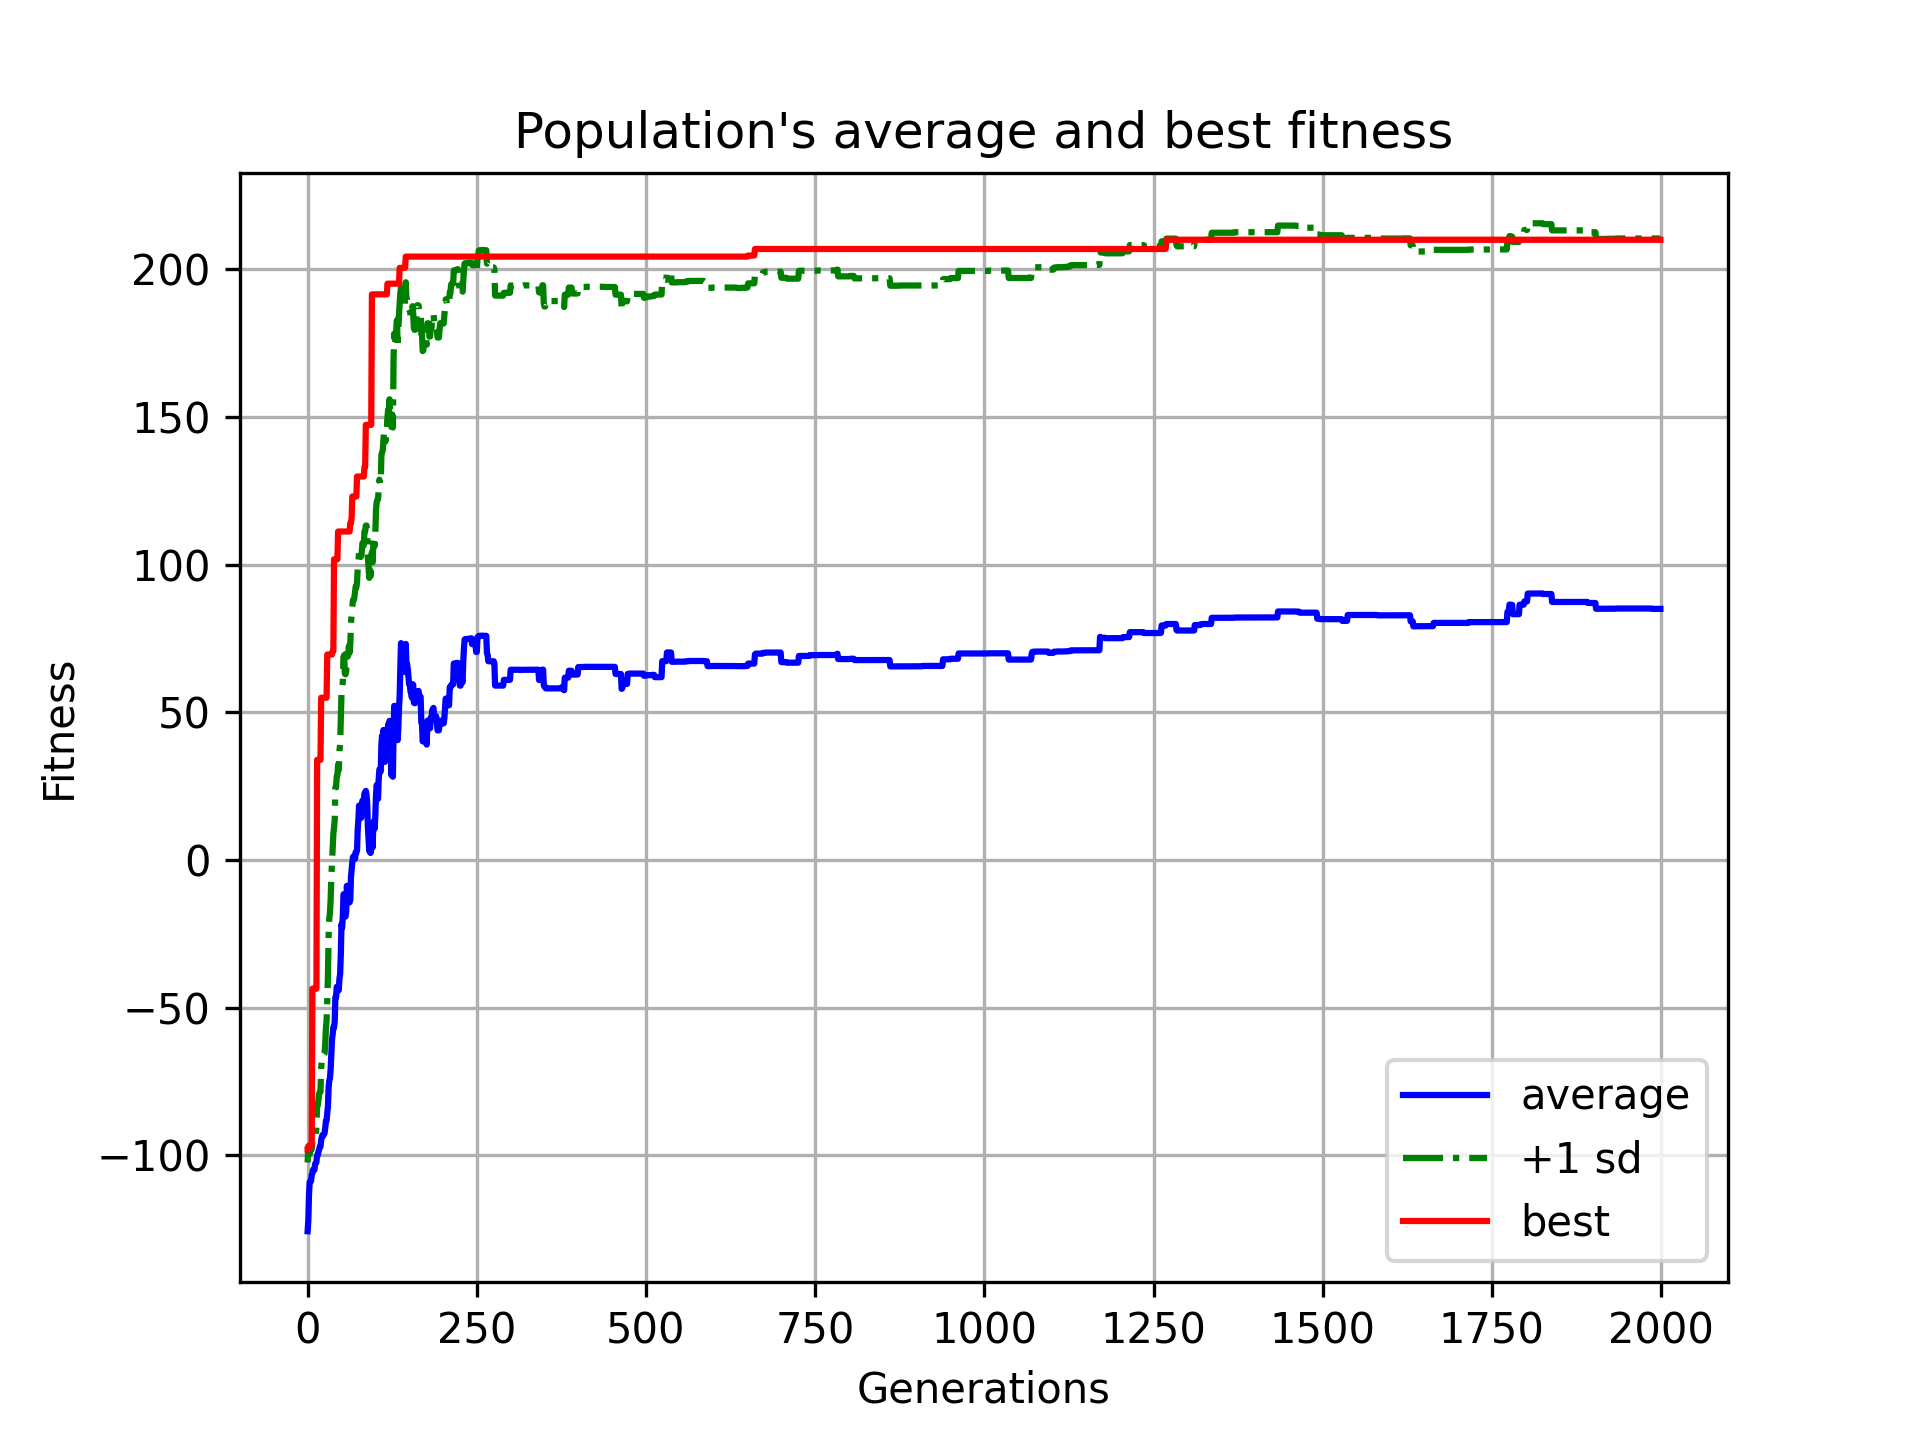 Population's average and best fitness
Fitness
200
150
100
50
0
−50
−100
0 250 500 750 1000 1250 1500 1750 2000
Generations
average
+1 sd
best